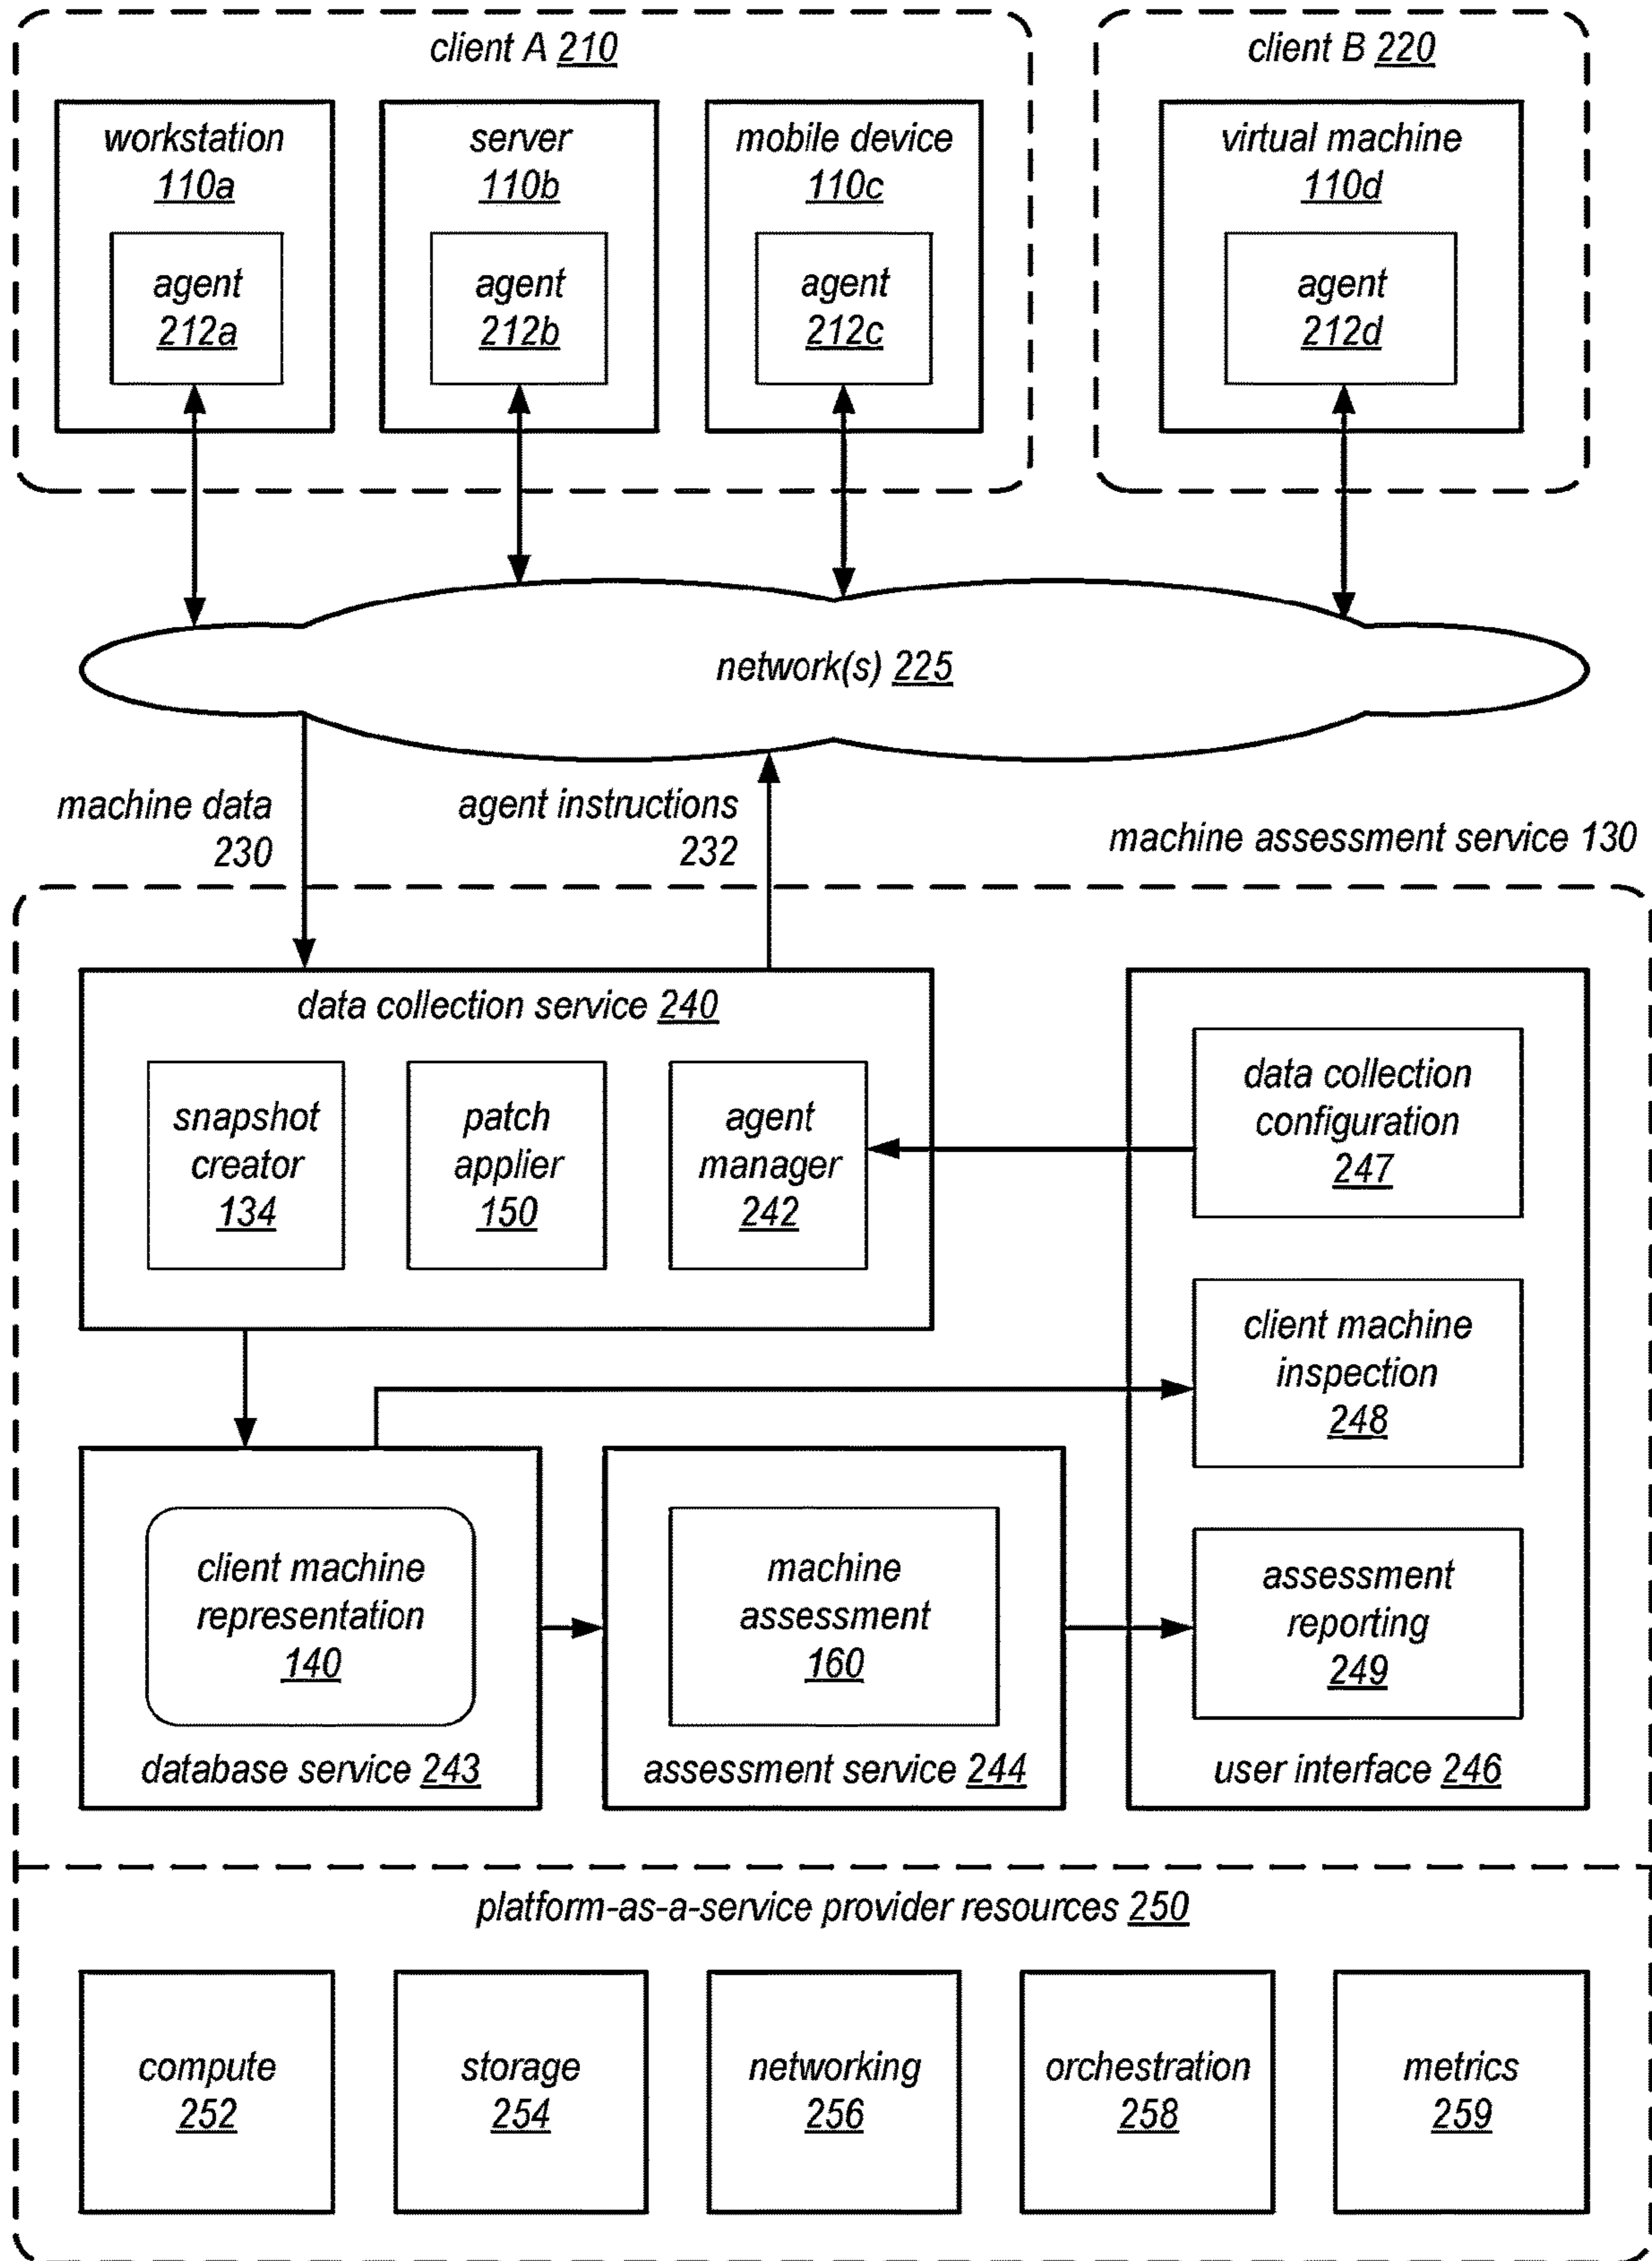 client A 210
client B 220
workstation
110a
server
110b
mobile device
110c
virtual machine
110d
agent
212a
agent
212b
agent
212c
agent
212d
network(s) 225
machine data
230
agent instructions
232
machine assessment service 130
data collection service 240
snapshot
creator
134
patch
applier
150
agent
manager
242
data collection
configuration
247
client machine
inspection
248
client machine
representation
140
database service 243
machine
assessment
160
assessment service 244
assessment
reporting
249
user interface 246
platform-as-a-service provider resources 250
compute
252
storage
254
networking
256
orchestration
258
metrics
259